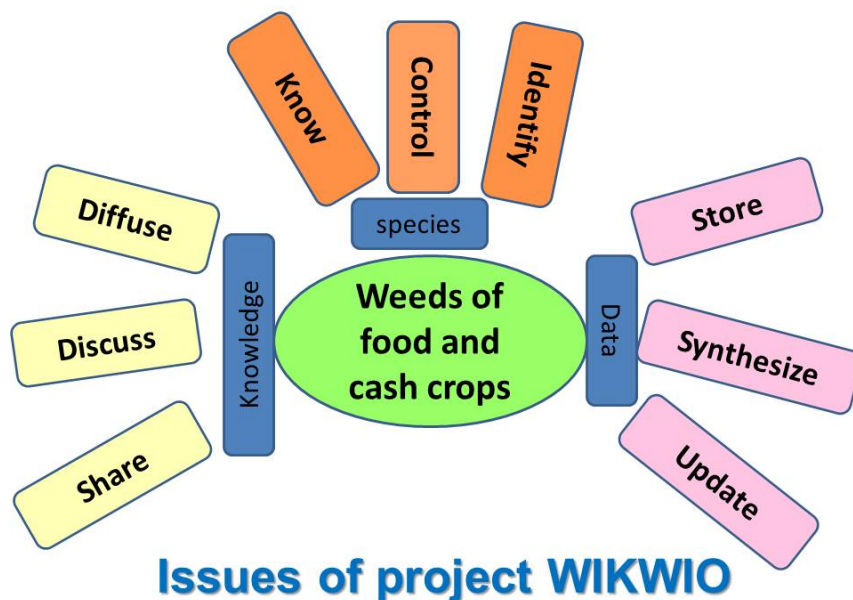 Know
Control
Identify
Diffuse
species
Store
Knowledge
Weeds of
food and
cash crops
Data
Discuss
Synthesize
Share
Update
Issues of project WIKWIO